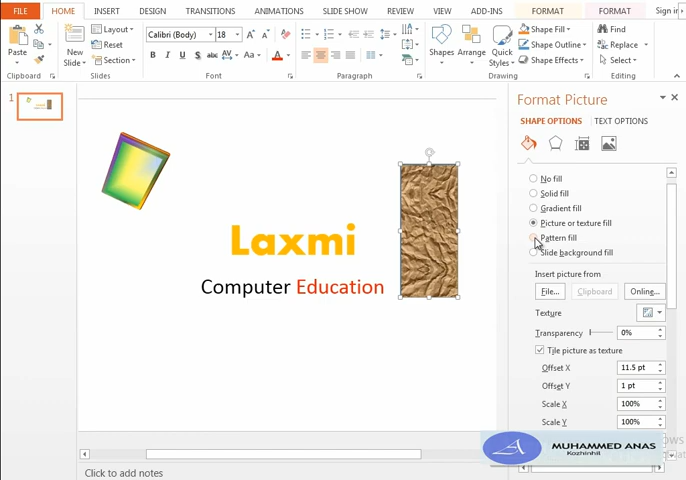 FILE HOME INSERT DESIGN TRANSITIONS ANIMATIONS SLIDE SHOW REVIEW VIEW ADD-INS FORMAT FORMAT Sign in
Paste
New
Slide
Layout
Reset
Section
Calibri (Body) 18
B I U S abc AV Aa A
Shapes Arrange Quick
Styles
Shape Fill
Shape Outline
Shape Effects
Find
Replace
Select
Clipboard Slides Font Paragraph Drawing Editing
1
Laxmi
Computer Education
Format Picture
SHAPE OPTIONS TEXT OPTIONS
No fill
Solid fill
Gradient fill
Picture or texture fill
Pattern fill
Slide background fill
Insert picture from
File... Clipboard Online...
Texture
Transparency 0%
Tile picture as texture
Offset X 11.5 pt
Offset Y 1 pt
Scale X 100%
Scale Y 100%
MUHAMMED ANAS
Kozhinhil
Click to add notes